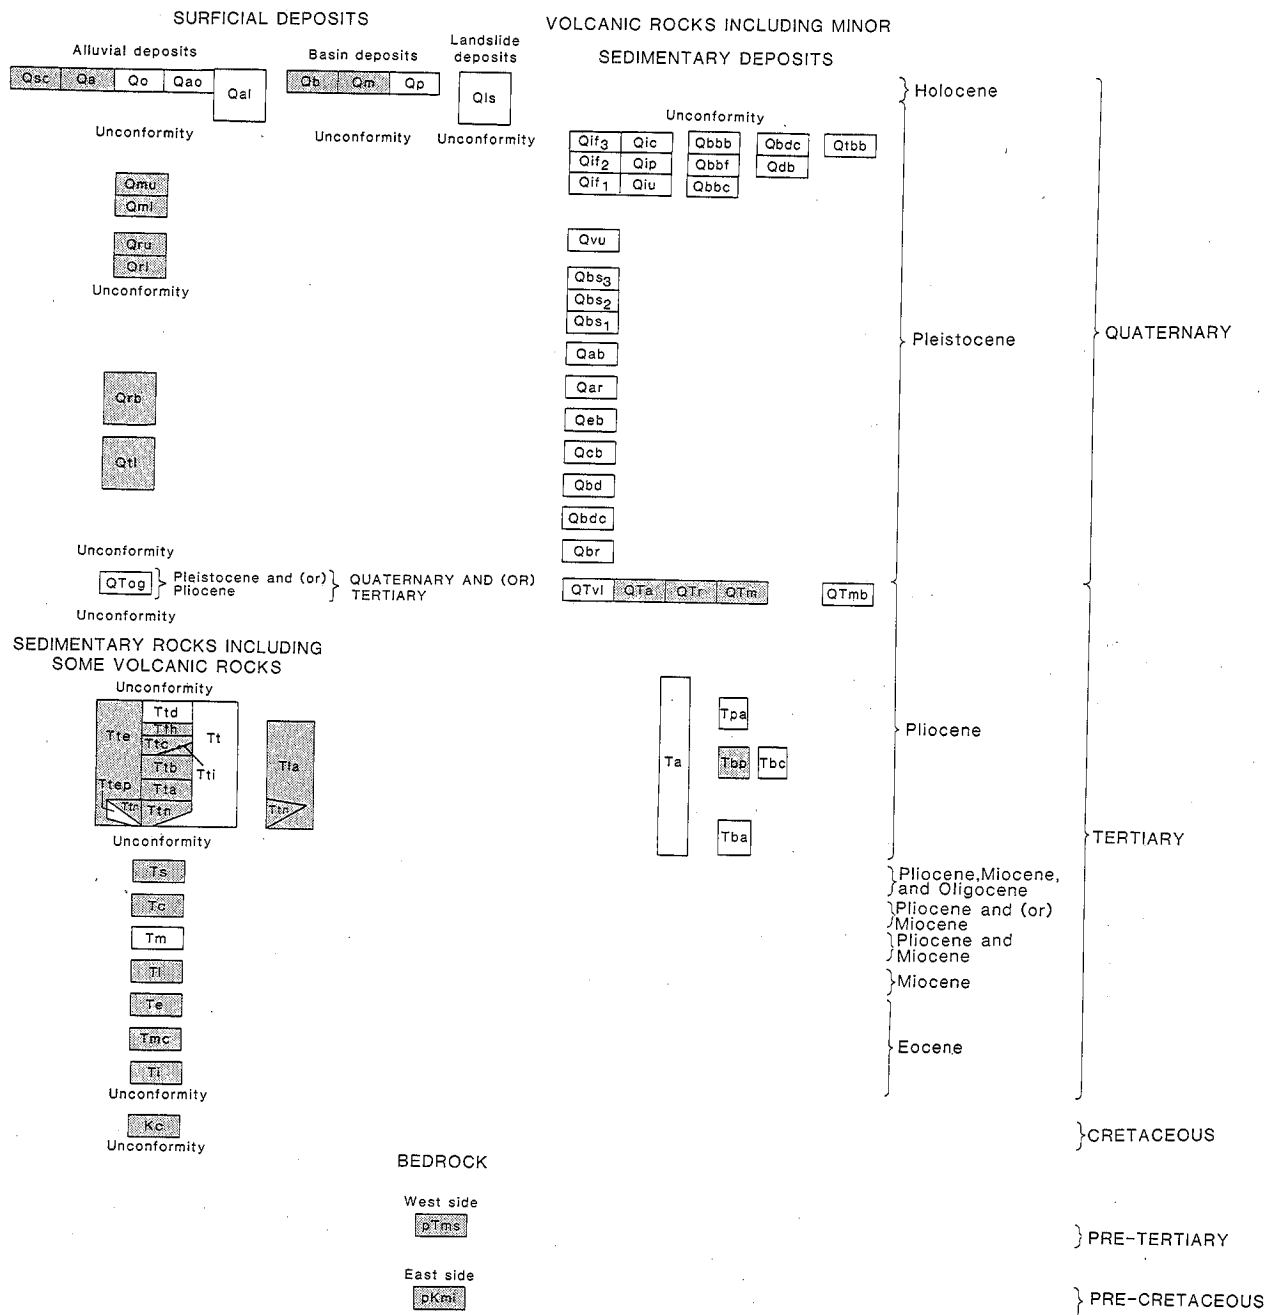 SURFICIAL DEPOSITS
VOLCANIC ROCKS INCLUDING MINOR
SEDIMENTARY DEPOSITS
Alluvial deposits
Basin deposits
Landslide
deposits
Qsc Qa Qo Qao Qal
Qb Qm Qp
Qls
Holocene
Unconformity
Unconformity
Unconformity
Unconformity
Qif3 Qic Qbbb Qbdc Qtbb
Qif2 Qip Qbbf Qdb
Qif1 Qiu Qbbc
Qmu
Qml
Qru
Qrl
Unconformity
Qvu
Qbs3
Qbs2
Qbs1
Pleistocene
QUATERNARY
Qab
Qar
Qrb
Qeb
Qcb
Qtl
Qbd
Qbdc
Unconformity
Qbr
QTog
Pleistocene and (or)
Pliocene
QUATERNARY AND (OR)
TERTIARY
QTvl QTa QTr QTm QTmb
Unconformity
SEDIMENTARY ROCKS INCLUDING
SOME VOLCANIC ROCKS
Unconformity
Tte Ttd Tt
Tth
Ttc
Tti
Ttb
Ttep Tta
Ttn Ttn
Tla
Ttn
Ta
Tpa
Tbp Tbc
Tba
Pliocene
TERTIARY
Unconformity
Ts
Pliocene,Miocene,
and Oligocene
Tc
Pliocene and (or)
Miocene
Tm
Pliocene and
Miocene
Tl
Miocene
Te
Tmc
Eocene
Ti
Unconformity
Kc
CRETACEOUS
Unconformity
BEDROCK
West side
pTms
PRE-TERTIARY
East side
pKmi
PRE-CRETACEOUS